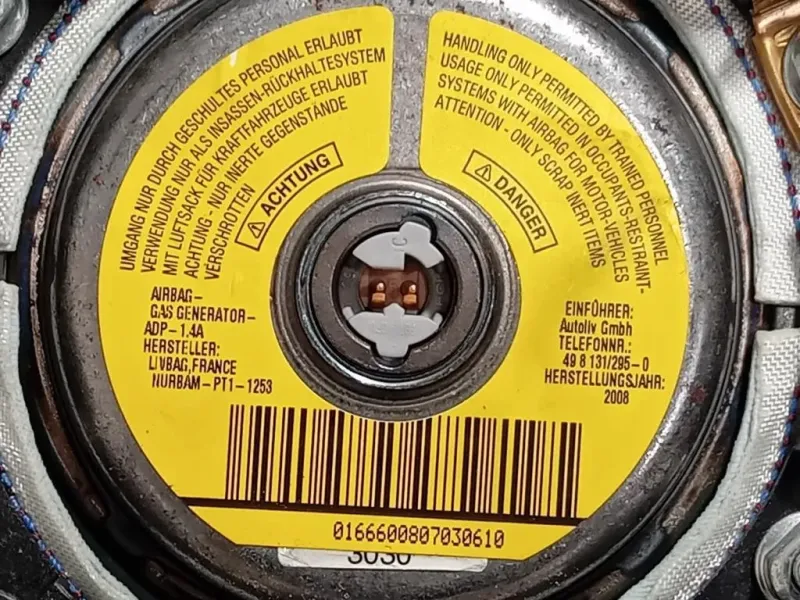 UMGANG NUR DURCH GESCHULTES PERSONAL ERLAUBT
VERWENDUNG NUR ALS INSASSEN-RÜCKHALTESYSTEM
MIT LUFTSACK FÜR KRAFTFAHRZEUGE ERLAUBT
ACHTUNG - NUR INERTE GEGENSTÄNDE
VERSCHROTTEN
ACHTUNG
HANDLING ONLY PERMITTED BY TRAINED PERSONNEL
USAGE ONLY PERMITTED IN OCCUPANTS-RESTRAINT-
SYSTEMS WITH AIRBAG FOR MOTOR-VEHICLES
ATTENTION - ONLY SCRAP INERT ITEMS
DANGER
AIRBAG-
GAS GENERATOR-
ADP-1.4A
HERSTELLER:
LIVBAG,FRANCE
NURBAM-PT1-1253
EINFÜHRER:
Autoliv Gmbh
TELEFONNR.:
49 8 131/295-0
HERSTELLUNGSJAHR:
2008
0166600807030610
3030